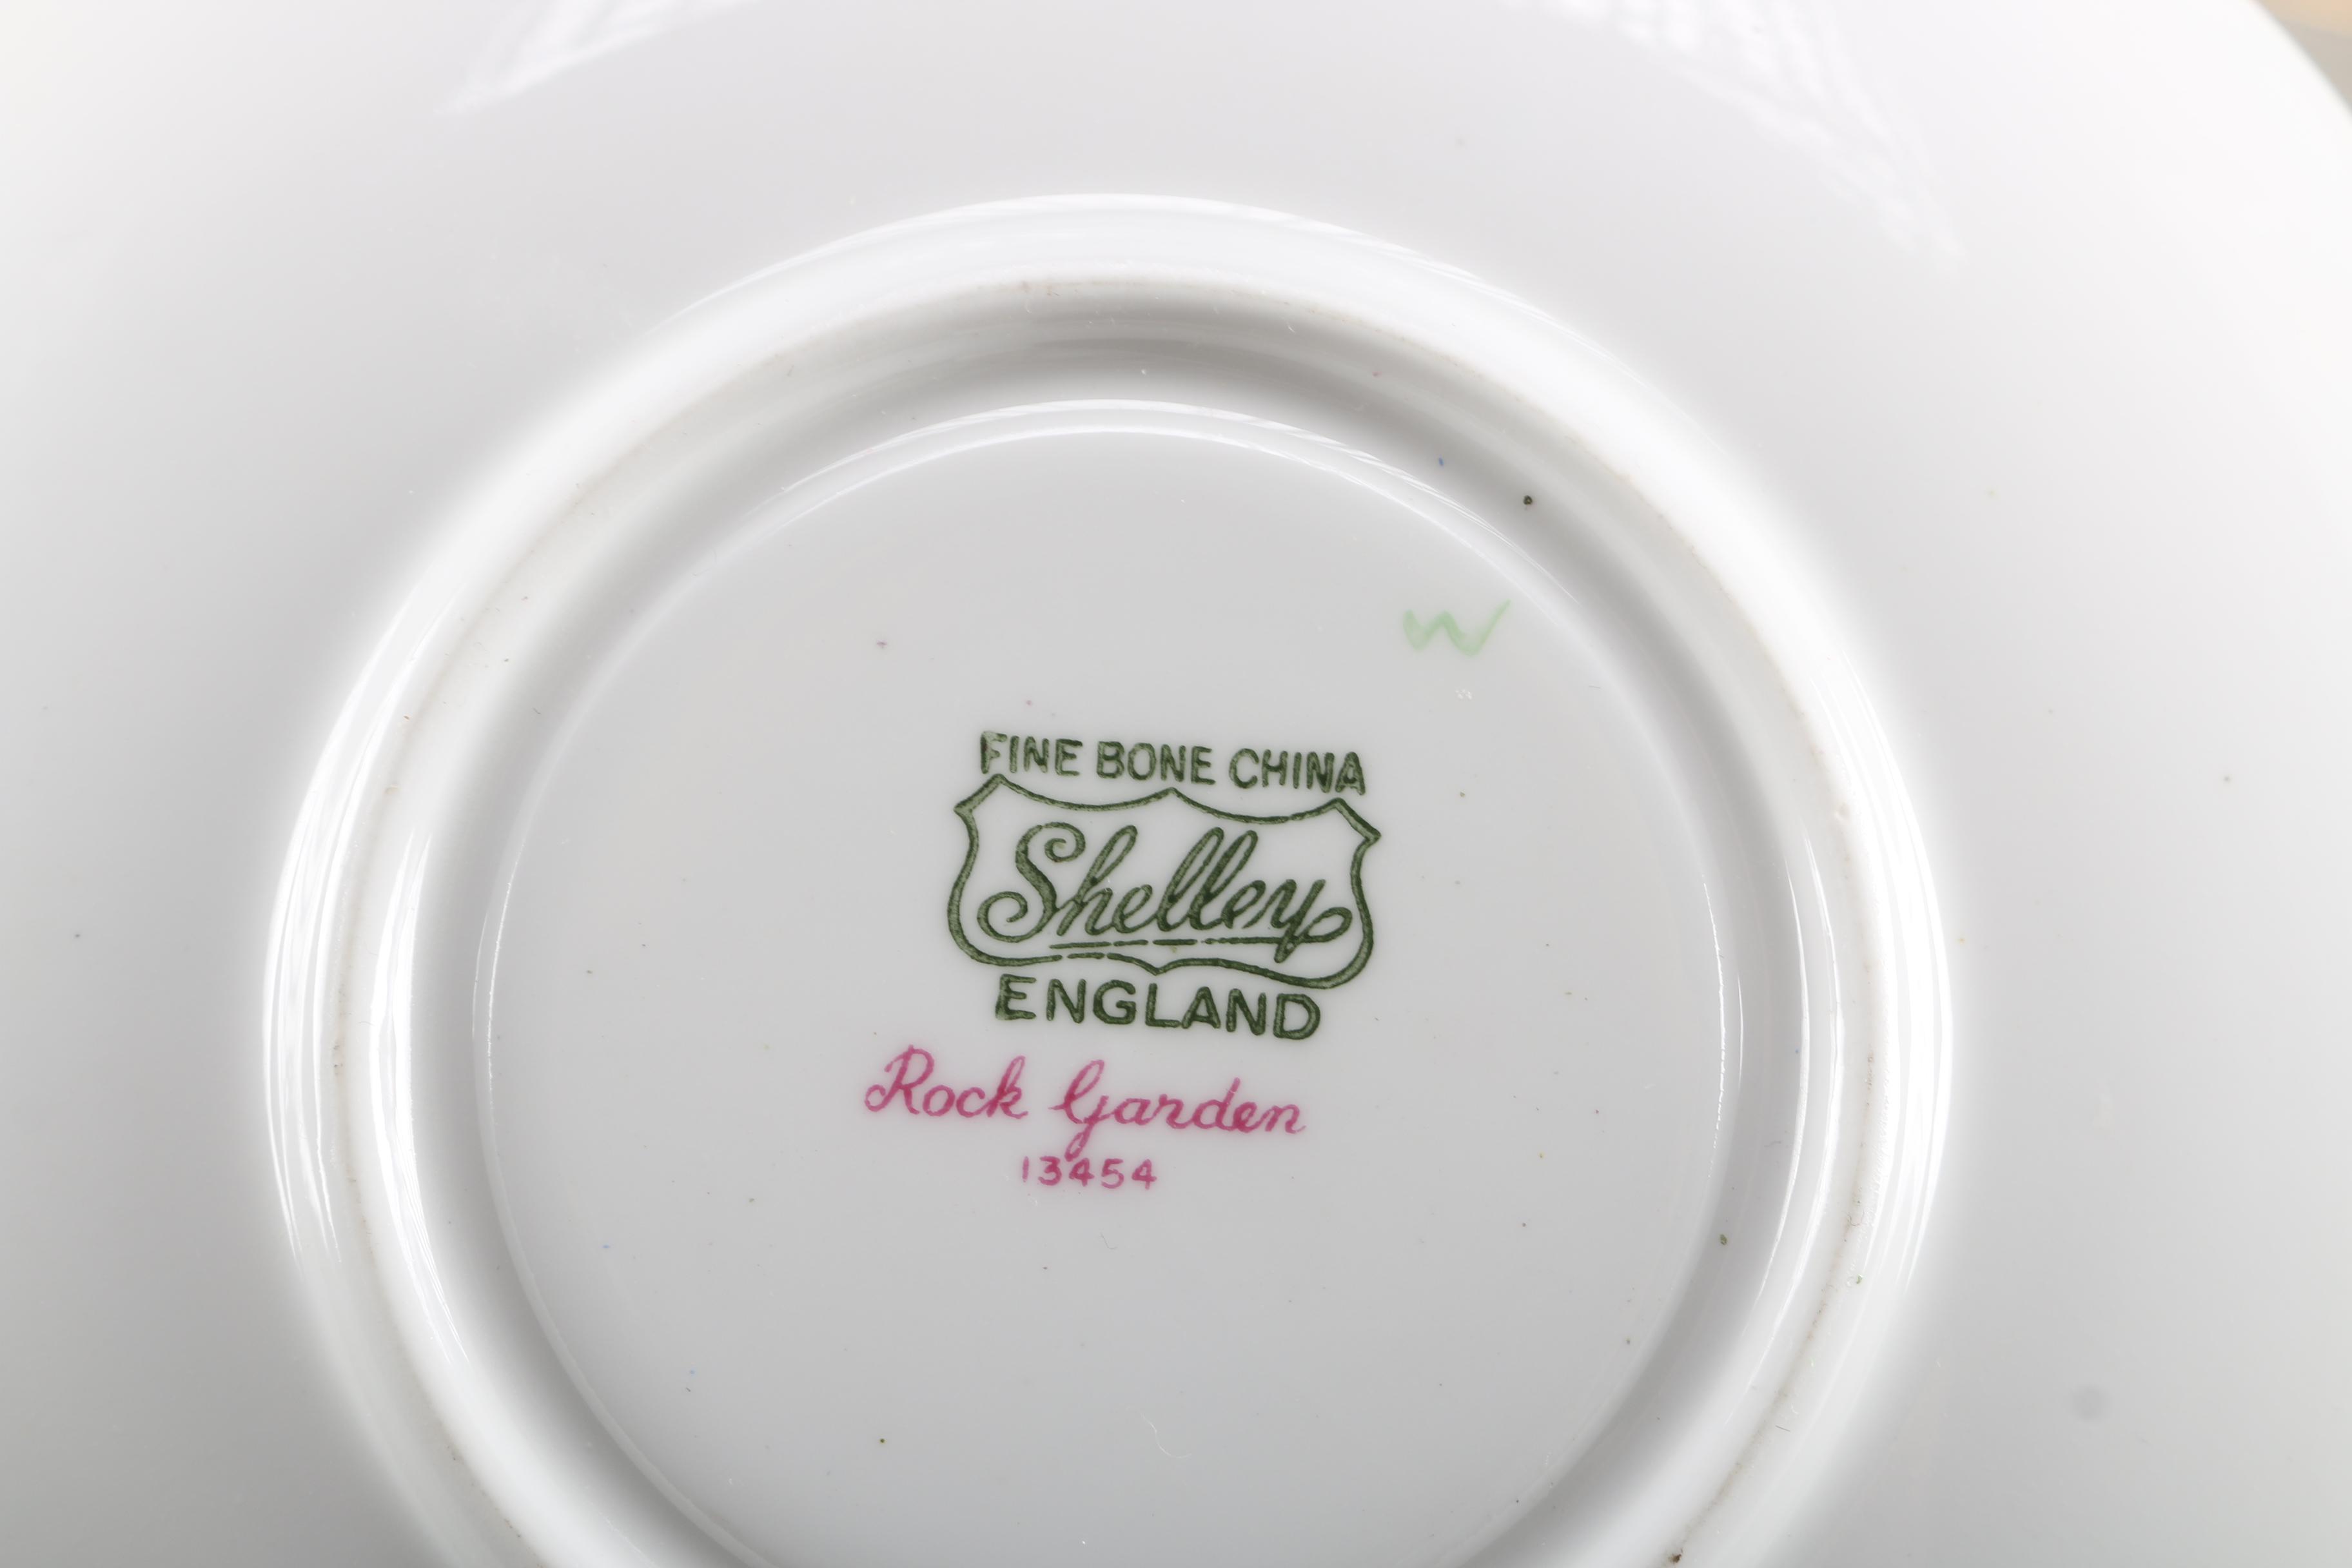 W
FINE BONE CHINA
Shelley
ENGLAND
Rock Garden
13454